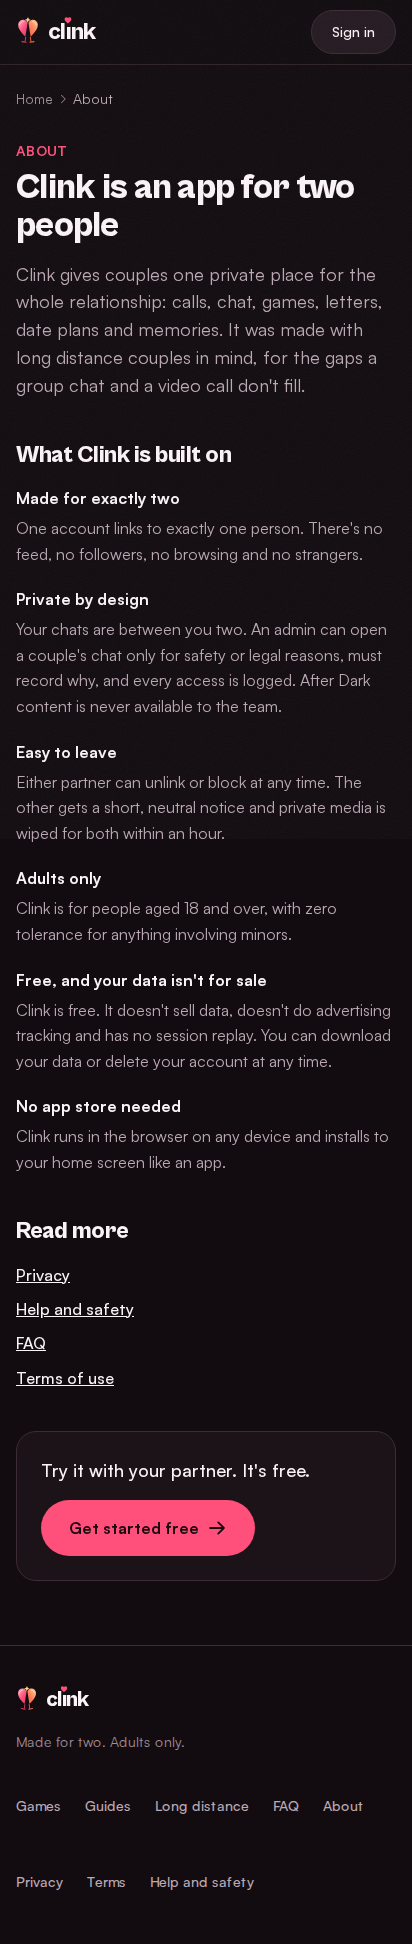 clink
Sign in
Home > About
ABOUT
Clink is an app for two
people
Clink gives couples one private place for the
whole relationship: calls, chat, games, letters,
date plans and memories. It was made with
long distance couples in mind, for the gaps a
group chat and a video call don't fill.
What Clink is built on
Made for exactly two
One account links to exactly one person. There's no
feed, no followers, no browsing and no strangers.
Private by design
Your chats are between you two. An admin can open
a couple's chat only for safety or legal reasons, must
record why, and every access is logged. After Dark
content is never available to the team.
Easy to leave
Either partner can unlink or block at any time. The
other gets a short, neutral notice and private media is
wiped for both within an hour.
Adults only
Clink is for people aged 18 and over, with zero
tolerance for anything involving minors.
Free, and your data isn't for sale
Clink is free. It doesn't sell data, doesn't do advertising
tracking and has no session replay. You can download
your data or delete your account at any time.
No app store needed
Clink runs in the browser on any device and installs to
your home screen like an app.
Read more
Privacy
Help and safety
FAQ
Terms of use
Try it with your partner. It's free.
Get started free →
clink
Made for two. Adults only.
Games Guides Long distance FAQ About
Privacy Terms Help and safety